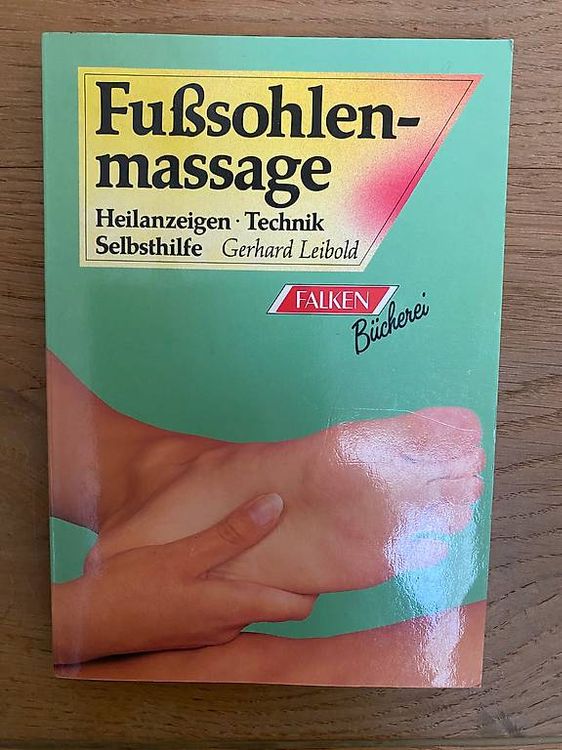 Fußsohlen-
massage
Heilanzeigen · Technik
Selbsthilfe Gerhard Leibold
FALKEN
Bücherei